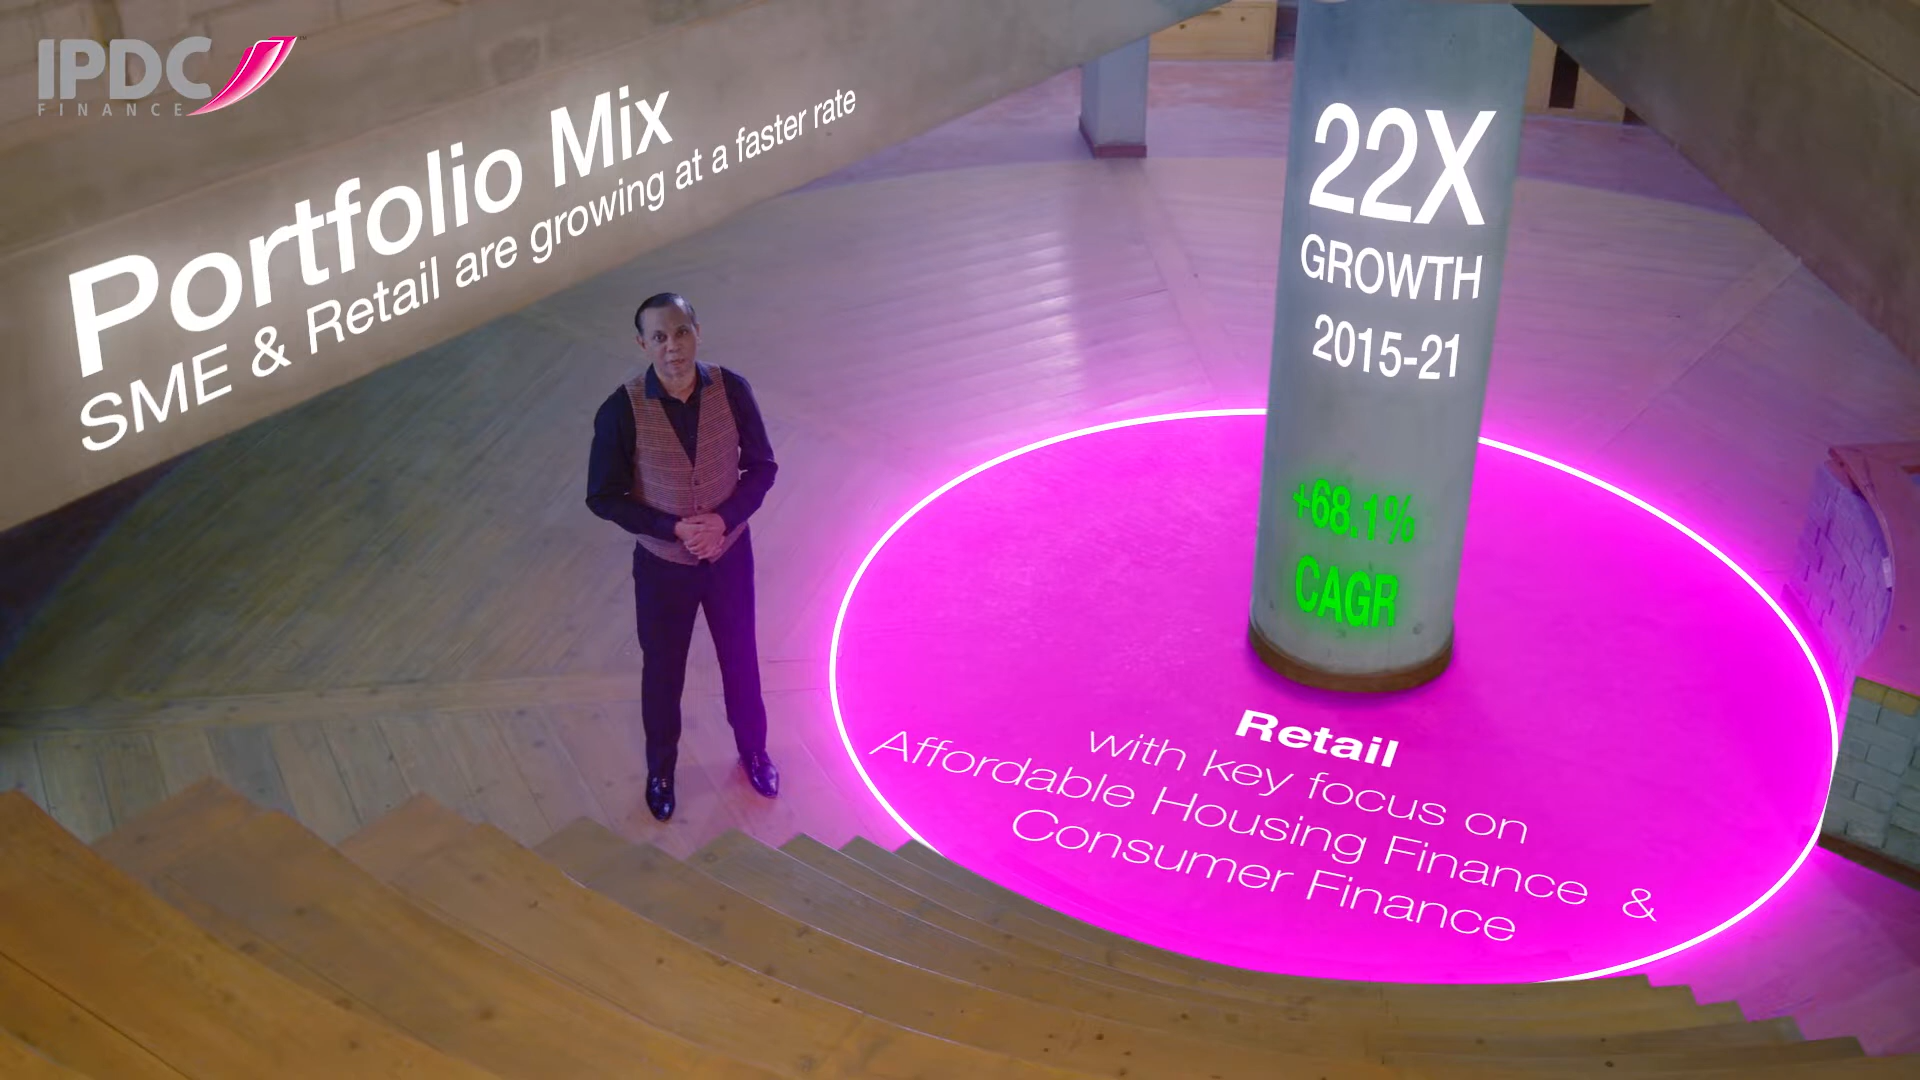 IPDC
FINANCE
Portfolio Mix
SME & Retail are growing at a faster rate
22X
GROWTH
2015-21
+68.1%
CAGR
Retail
with key focus on
Affordable Housing Finance &
Consumer Finance